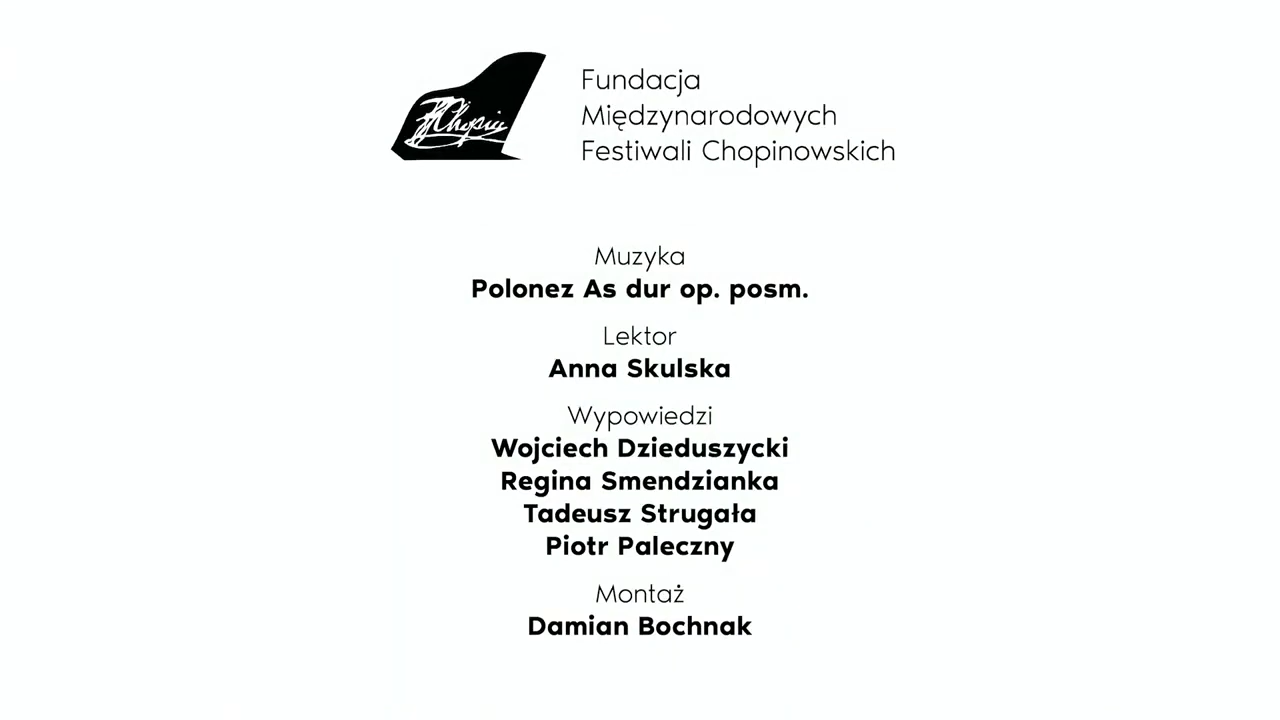 FChopin
Fundacja
Międzynarodowych
Festiwali Chopinowskich
Muzyka
Polonez As dur op. posm.
Lektor
Anna Skulska
Wypowiedzi
Wojciech Dzieduszycki
Regina Smendzianka
Tadeusz Strugała
Piotr Paleczny
Montaż
Damian Bochnak